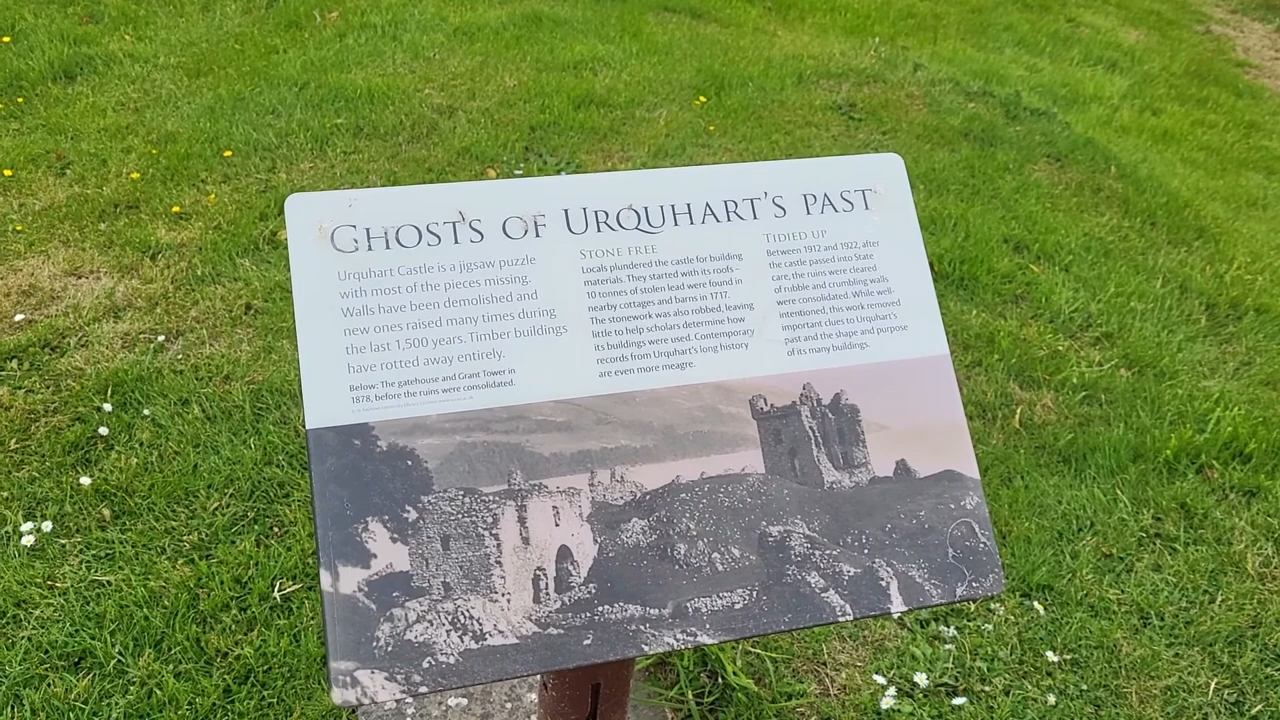 GHOSTS OF URQUHART'S PAST
Urquhart Castle is a jigsaw puzzle
with most of the pieces missing.
Walls have been demolished and
new ones raised many times during
the last 1,500 years. Timber buildings
have rotted away entirely.
Below: The gatehouse and Grant Tower in
1878, before the ruins were consolidated.
STONE FREE
Locals plundered the castle for building
materials. They started with its roofs –
10 tonnes of stolen lead were found in
nearby cottages and barns in 1717.
The stonework was also robbed, leaving
little to help scholars determine how
its buildings were used. Contemporary
records from Urquhart's long history
are even more meagre.
TIDIED UP
Between 1912 and 1922, after
the castle passed into State
care, the ruins were cleared
of rubble and crumbling walls
were consolidated. While well-
intentioned, this work removed
important clues to Urquhart's
past and the shape and purpose
of its many buildings.